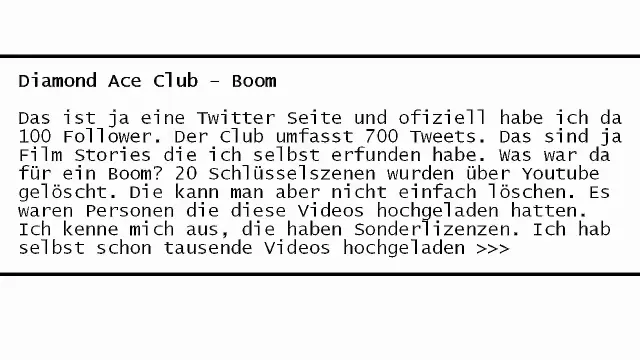 Diamond Ace Club - Boom
Das ist ja eine Twitter Seite und ofiziell habe ich da
100 Follower. Der Club umfasst 700 Tweets. Das sind ja
Film Stories die ich selbst erfunden habe. Was war da
für ein Boom? 20 Schlüsselszenen wurden über Youtube
gelöscht. Die kann man aber nicht einfach löschen. Es
waren Personen die diese Videos hochgeladen hatten.
Ich kenne mich aus, die haben Sonderlizenzen. Ich hab
selbst schon tausende Videos hochgeladen >>>